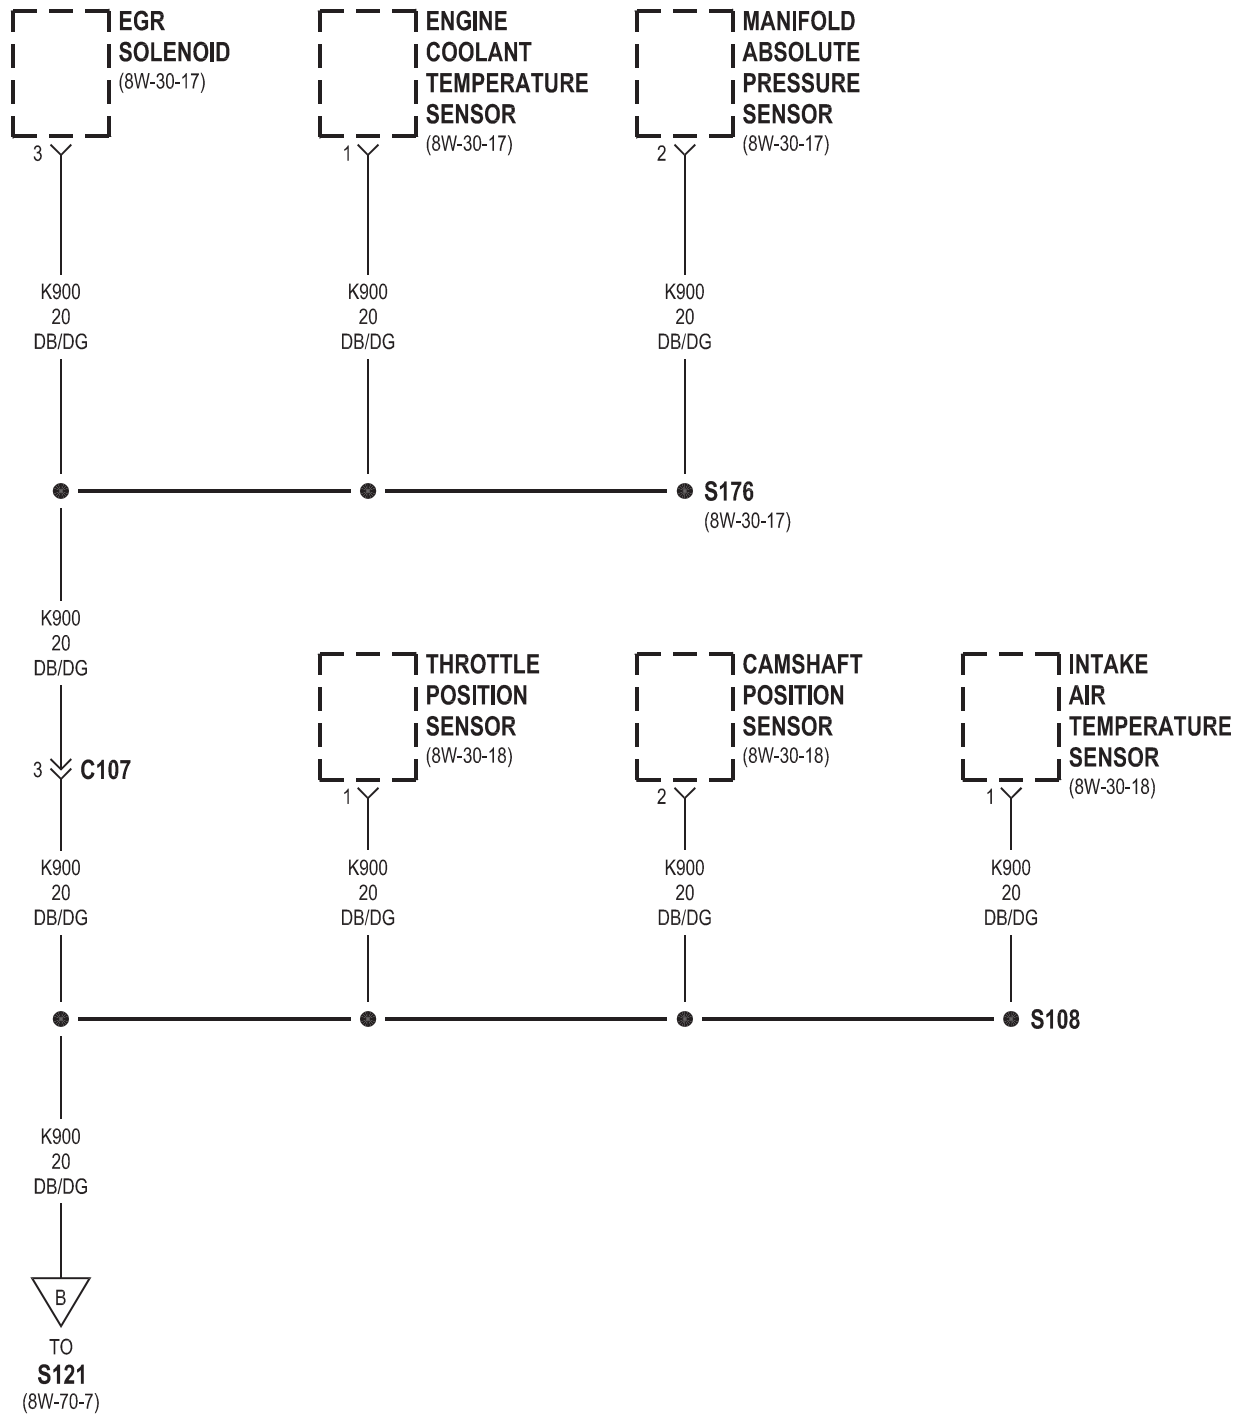 EGR
SOLENOID
(8W-30-17)
3
ENGINE
COOLANT
TEMPERATURE
SENSOR
(8W-30-17)
1
MANIFOLD
ABSOLUTE
PRESSURE
SENSOR
(8W-30-17)
2
K900
20
DB/DG
K900
20
DB/DG
K900
20
DB/DG
S176
(8W-30-17)
K900
20
DB/DG
3
C107
THROTTLE
POSITION
SENSOR
(8W-30-18)
1
CAMSHAFT
POSITION
SENSOR
(8W-30-18)
2
INTAKE
AIR
TEMPERATURE
SENSOR
(8W-30-18)
1
K900
20
DB/DG
K900
20
DB/DG
K900
20
DB/DG
K900
20
DB/DG
S108
K900
20
DB/DG
B
TO
S121
(8W-70-7)